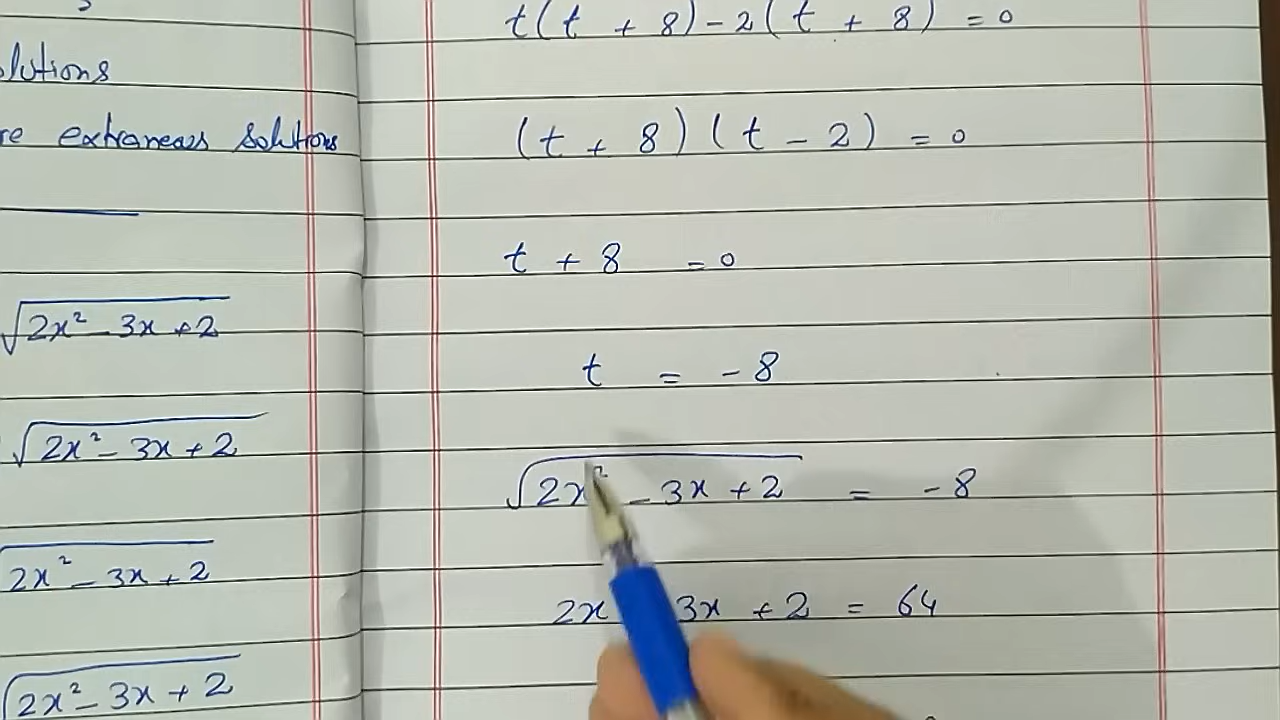 olutions
re extraneous solutions
√2x² - 3x + 2
√2x² - 3x + 2
2x² - 3x + 2
√2x² - 3x + 2
t(t + 8) - 2(t + 8) = 0
(t + 8)(t - 2) = 0
t + 8 = 0
t = -8
√2x² - 3x + 2 = -8
2x 3x + 2 = 64